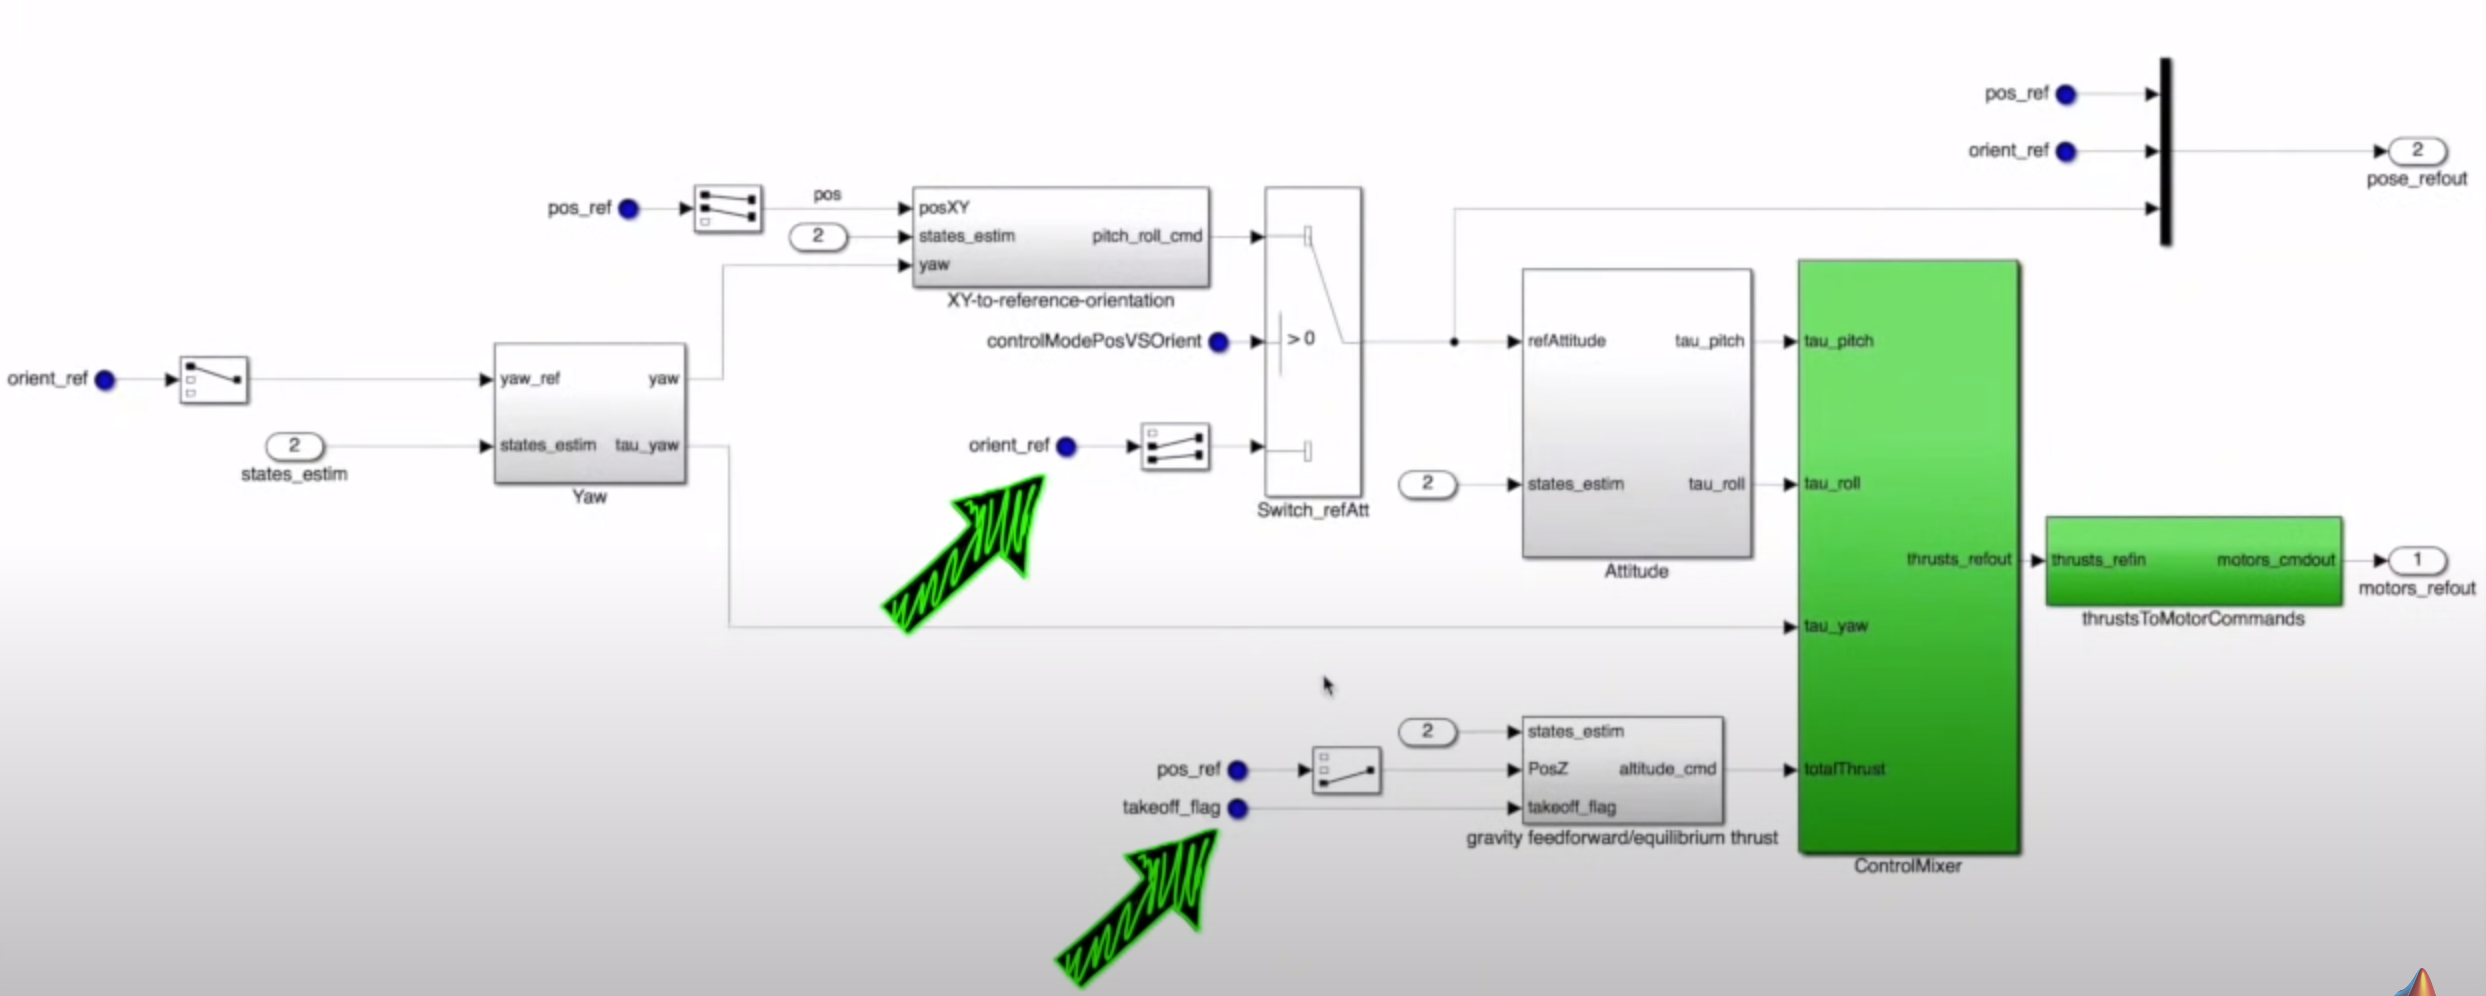 pos_ref
orient_ref
2
pose_refout
pos_ref
pos
2
posXY
states_estim
yaw
pitch_roll_cmd
XY-to-reference-orientation
controlModePosVSOrient
> 0
orient_ref
Switch_refAtt
orient_ref
2
states_estim
yaw_ref
states_estim
yaw
tau_yaw
Yaw
2
refAttitude
states_estim
tau_pitch
tau_roll
Attitude
tau_pitch
tau_roll
tau_yaw
totalThrust
thrusts_refout
ControlMixer
thrusts_refin
motors_cmdout
thrustsToMotorCommands
1
motors_refout
pos_ref
takeoff_flag
2
states_estim
PosZ
takeoff_flag
altitude_cmd
gravity feedforward/equilibrium thrust